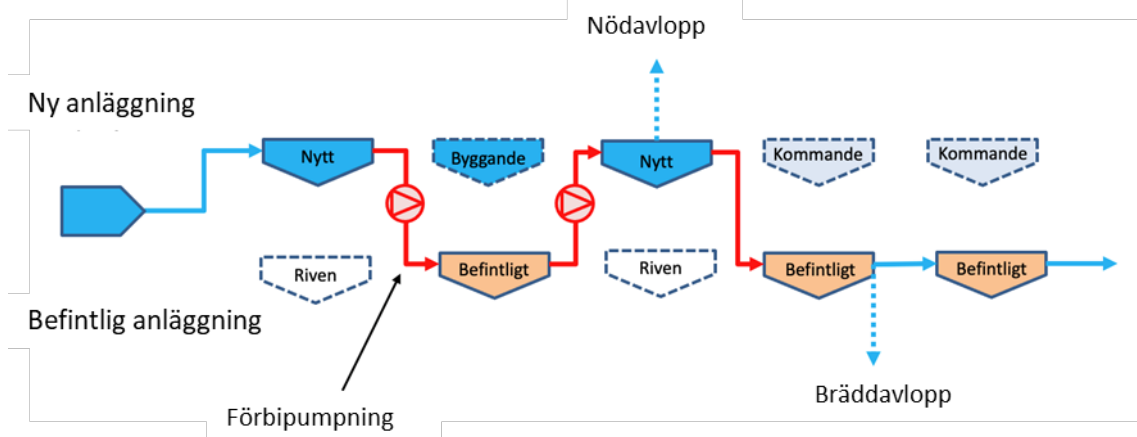 Nödavlopp
Ny anläggning
Nytt
Byggande
Nytt
Kommande
Kommande
Riven
Befintligt
Riven
Befintligt
Befintligt
Befintlig anläggning
Bräddavlopp
Förbipumpning